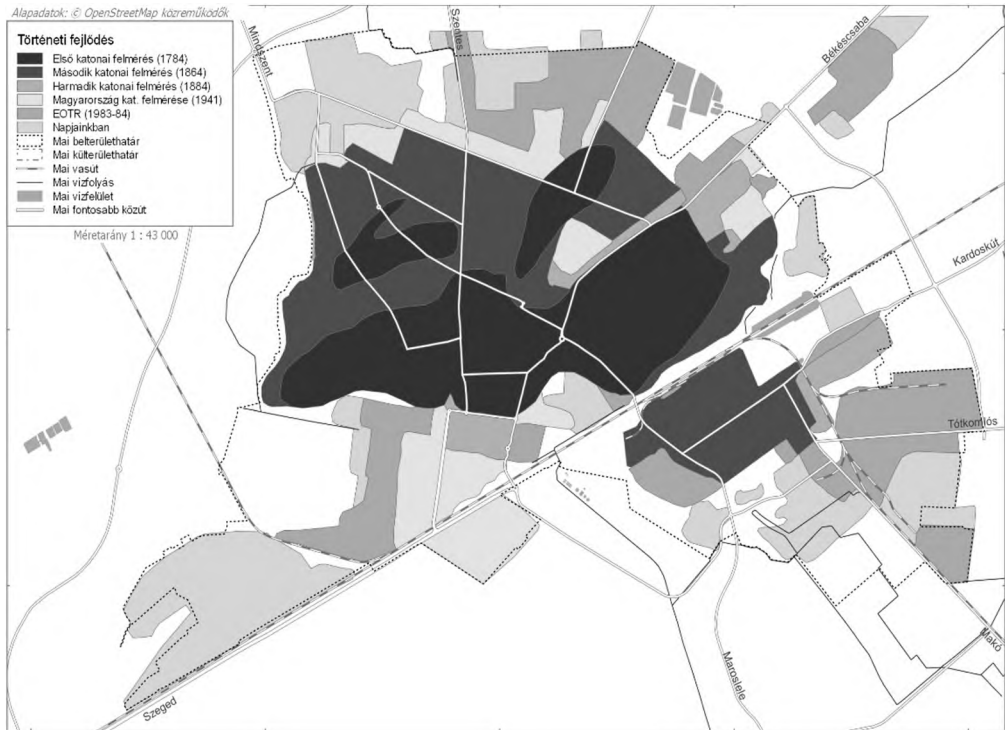 Alapadatok: © OpenStreetMap közreműködők
Történeti fejlődés
Első katonai felmérés (1784)
Második katonai felmérés (1864)
Harmadik katonai felmérés (1884)
Magyarország kat. felmérése (1941)
EOTR (1983-84)
Napjainkban
Mai belterülethatár
Mai külterülethatár
Mai vasút
Mai vízfolyás
Mai vízfelület
Mai fontosabb közút
Méretarány 1 : 43 000
Mindszent
Szentes
Békéscsaba
Kardoskút
Tótkomlós
Makó
Maroslele
Szeged